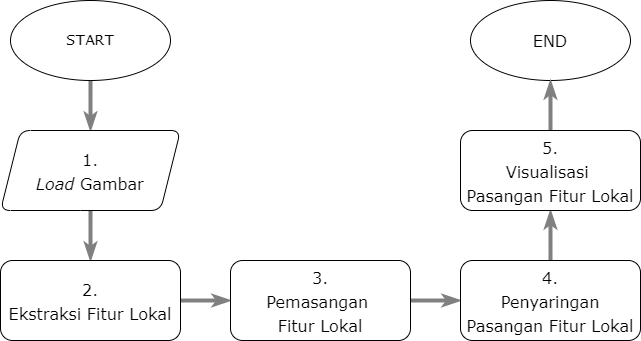 START
1.
Load Gambar
2.
Ekstraksi Fitur Lokal
3.
Pemasangan
Fitur Lokal
4.
Penyaringan
Pasangan Fitur Lokal
5.
Visualisasi
Pasangan Fitur Lokal
END